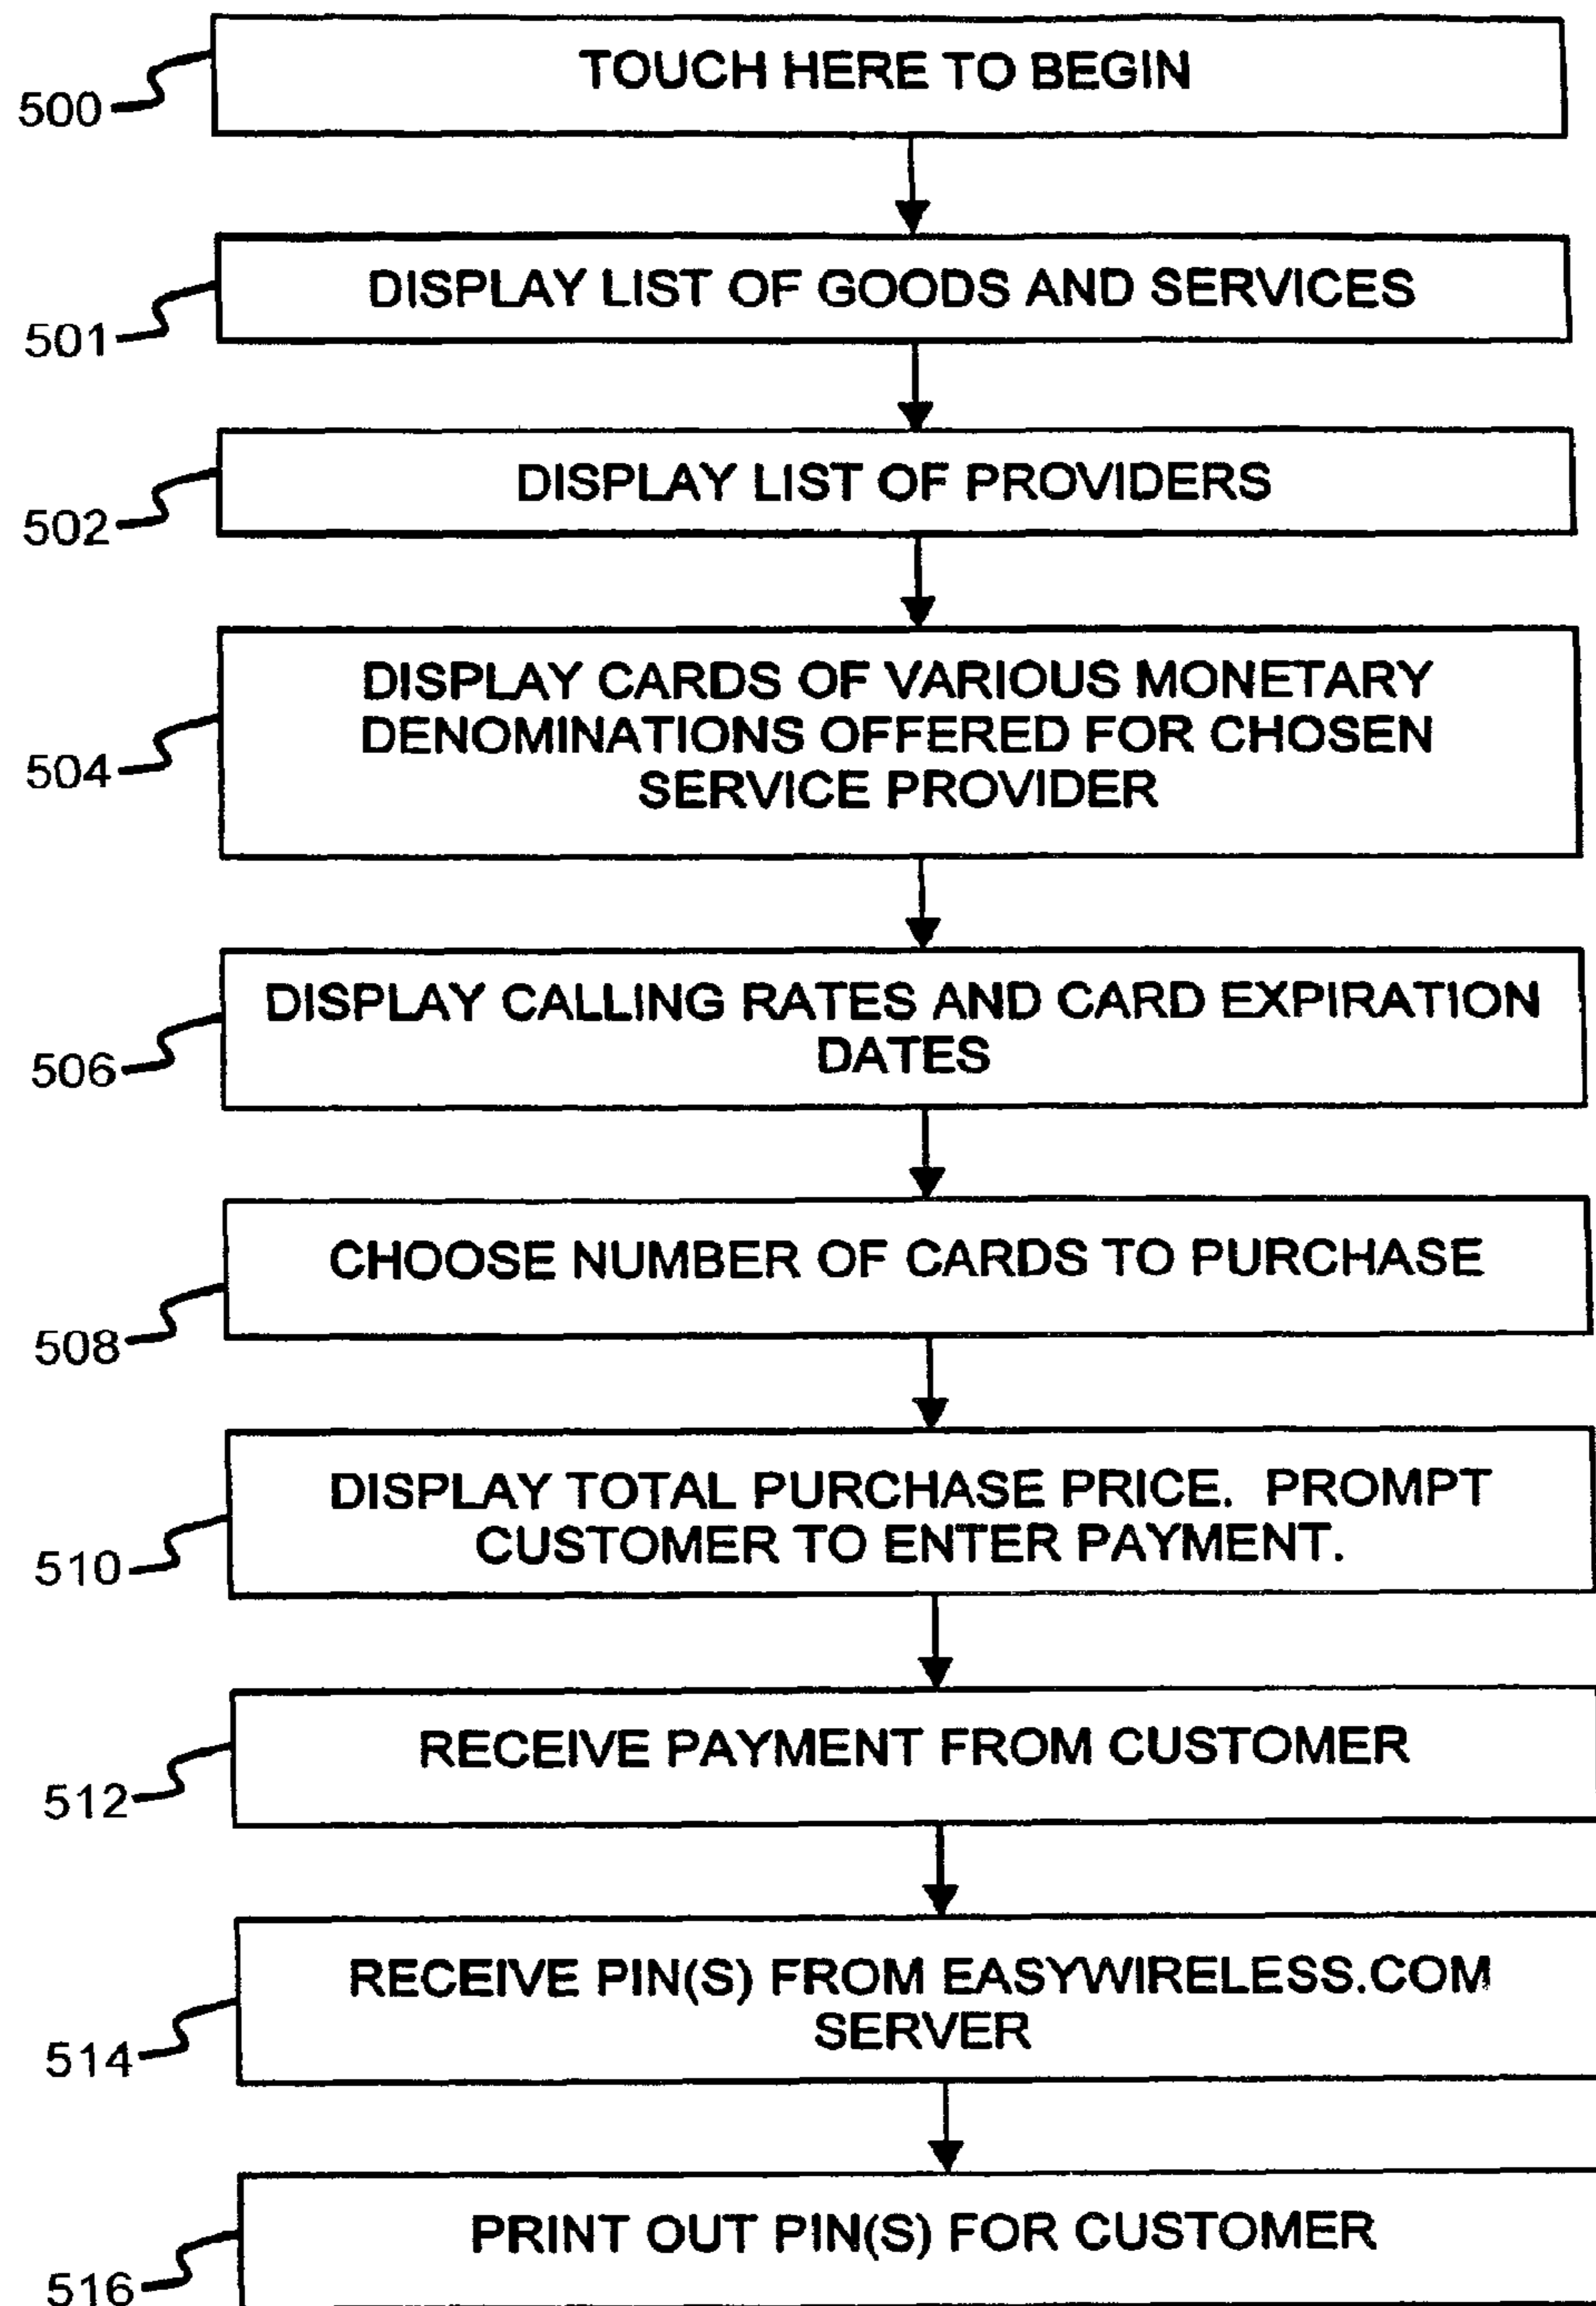 TOUCH HERE TO BEGIN
500
DISPLAY LIST OF GOODS AND SERVICES
501
DISPLAY LIST OF PROVIDERS
502
DISPLAY CARDS OF VARIOUS MONETARY
DENOMINATIONS OFFERED FOR CHOSEN
SERVICE PROVIDER
504
DISPLAY CALLING RATES AND CARD EXPIRATION
DATES
506
CHOOSE NUMBER OF CARDS TO PURCHASE
508
DISPLAY TOTAL PURCHASE PRICE. PROMPT
CUSTOMER TO ENTER PAYMENT.
510
RECEIVE PAYMENT FROM CUSTOMER
512
RECEIVE PIN(S) FROM EASYWIRELESS.COM
SERVER
514
PRINT OUT PIN(S) FOR CUSTOMER
516